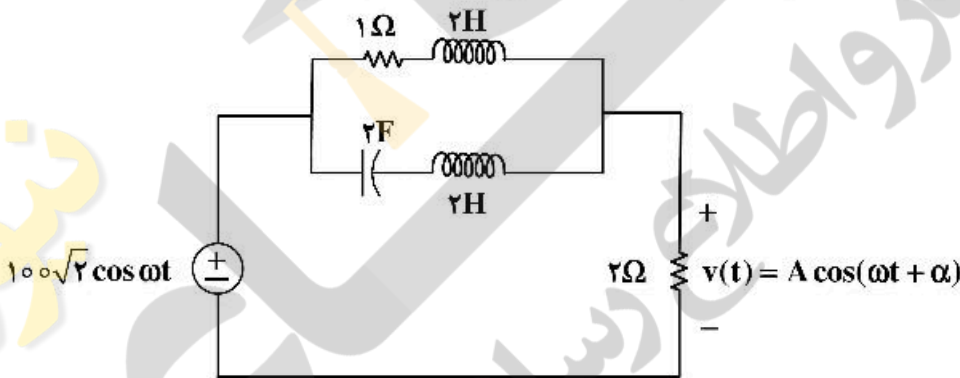 ۱Ω ۲H
۲F
۲H
۱۰۰√۲ cos ωt
+
۲Ω v(t) = A cos(ωt + α)
−